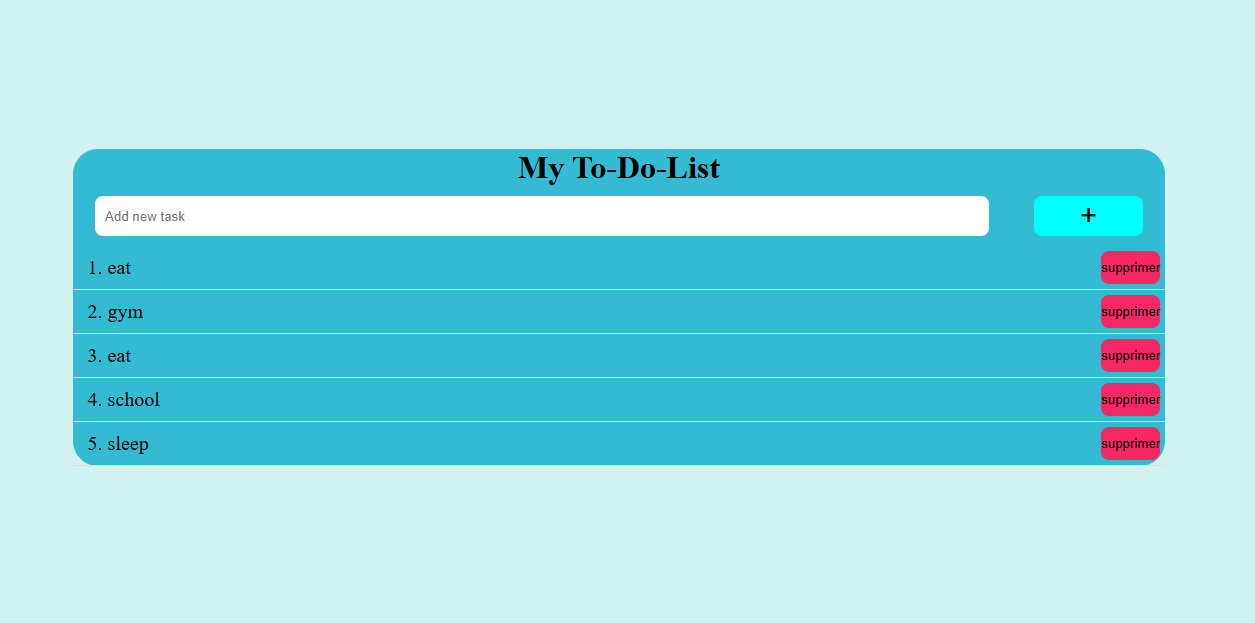 My To-Do-List
Add new task +
1. eat supprimer
2. gym supprimer
3. eat supprimer
4. school supprimer
5. sleep supprimer